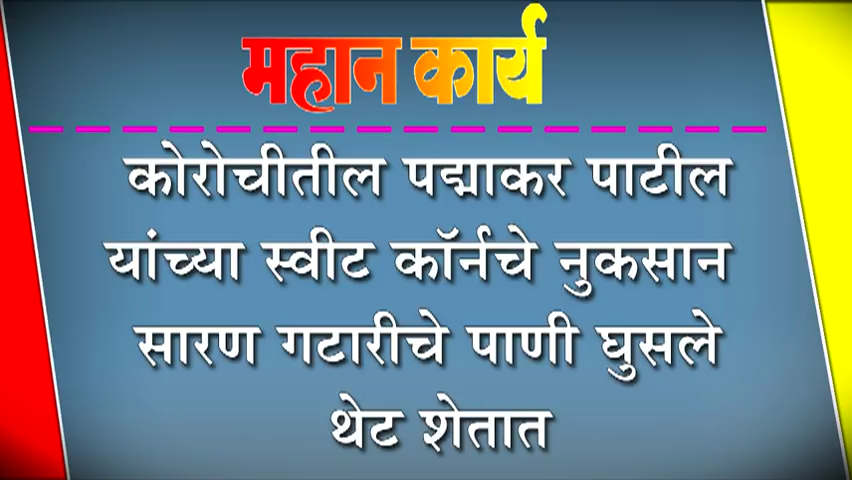 महान कार्य
कोरोचीतील पद्माकर पाटील
यांच्या स्वीट कॉर्नचे नुकसान
सारण गटारीचे पाणी घुसले
थेट शेतात